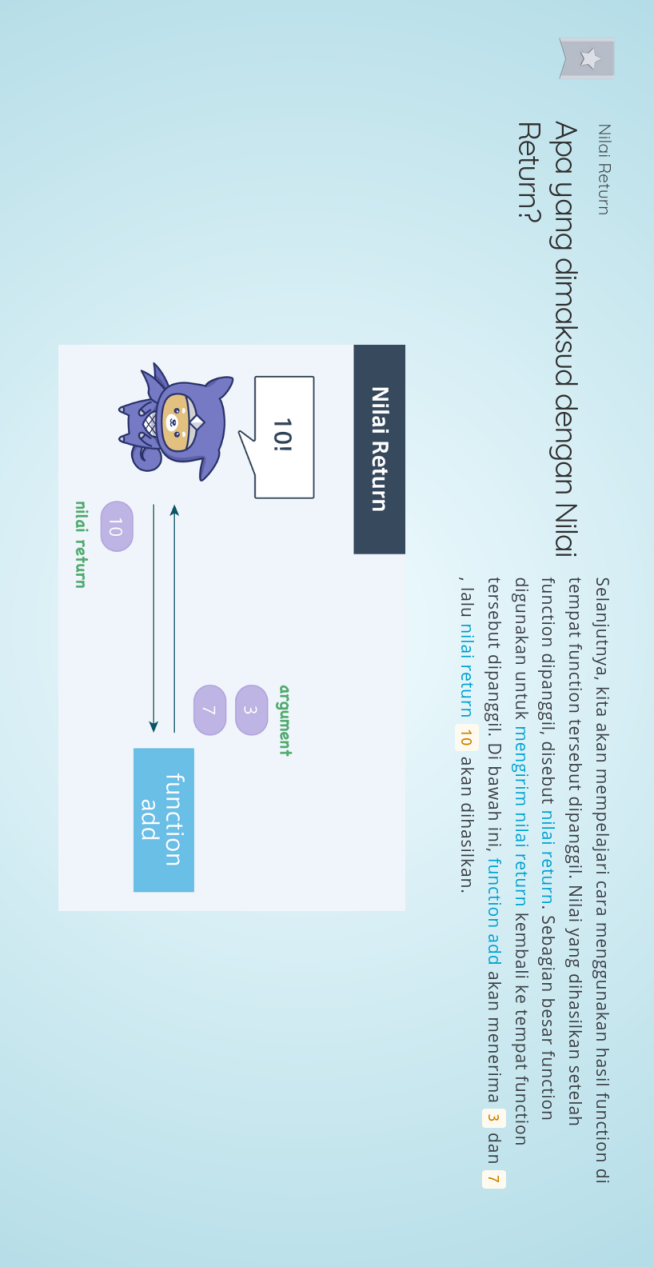 Nilai Return
Apa yang dimaksud dengan Nilai
Return?
Selanjutnya, kita akan mempelajari cara menggunakan hasil function di
tempat function tersebut dipanggil. Nilai yang dihasilkan setelah
function dipanggil, disebut nilai return. Sebagian besar function
digunakan untuk mengirim nilai return kembali ke tempat function
tersebut dipanggil. Di bawah ini, function add akan menerima 3 dan 7
, lalu nilai return 10 akan dihasilkan.
Nilai Return
10!
argument
3
7
function
add
10
nilai return